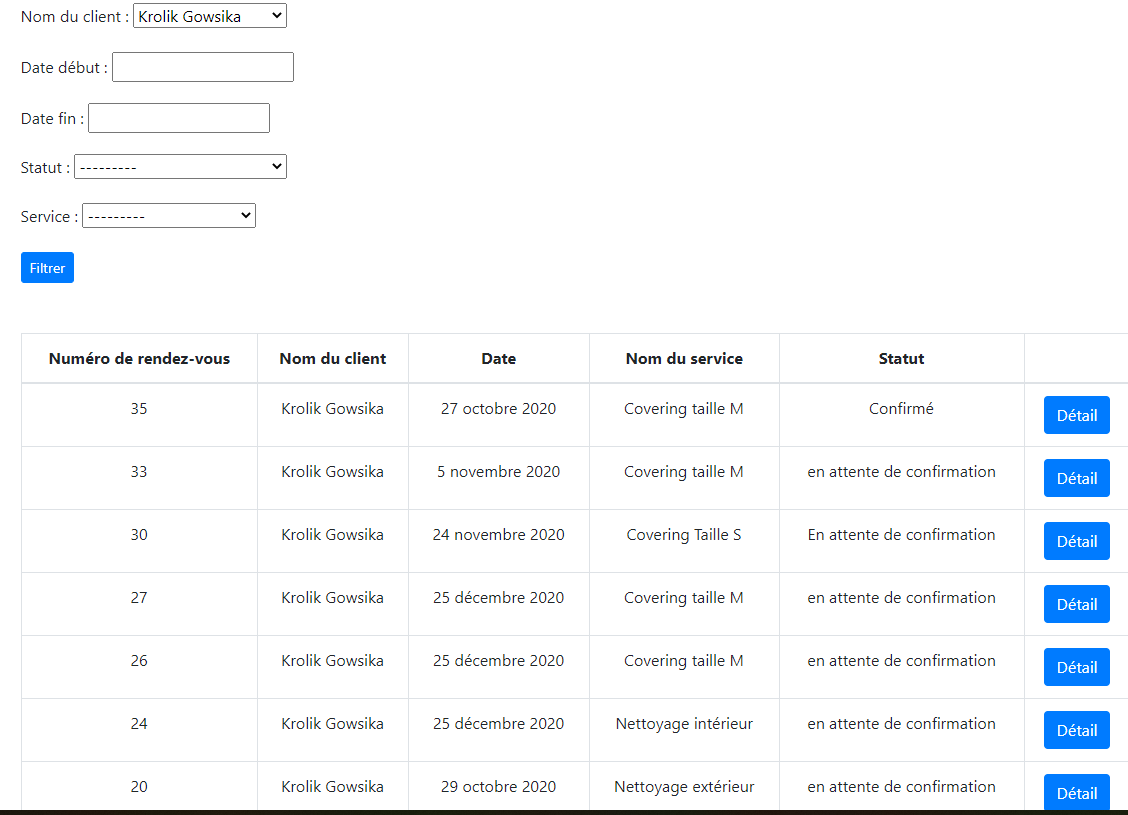 Nom du client : Krolik Gowsika
Date début :
Date fin :
Statut : ---------
Service : ---------
Filtrer
Numéro de rendez-vous Nom du client Date Nom du service Statut
35 Krolik Gowsika 27 octobre 2020 Covering taille M Confirmé Détail
33 Krolik Gowsika 5 novembre 2020 Covering taille M en attente de confirmation Détail
30 Krolik Gowsika 24 novembre 2020 Covering Taille S En attente de confirmation Détail
27 Krolik Gowsika 25 décembre 2020 Covering taille M en attente de confirmation Détail
26 Krolik Gowsika 25 décembre 2020 Covering taille M en attente de confirmation Détail
24 Krolik Gowsika 25 décembre 2020 Nettoyage intérieur en attente de confirmation Détail
20 Krolik Gowsika 29 octobre 2020 Nettoyage extérieur en attente de confirmation Détail